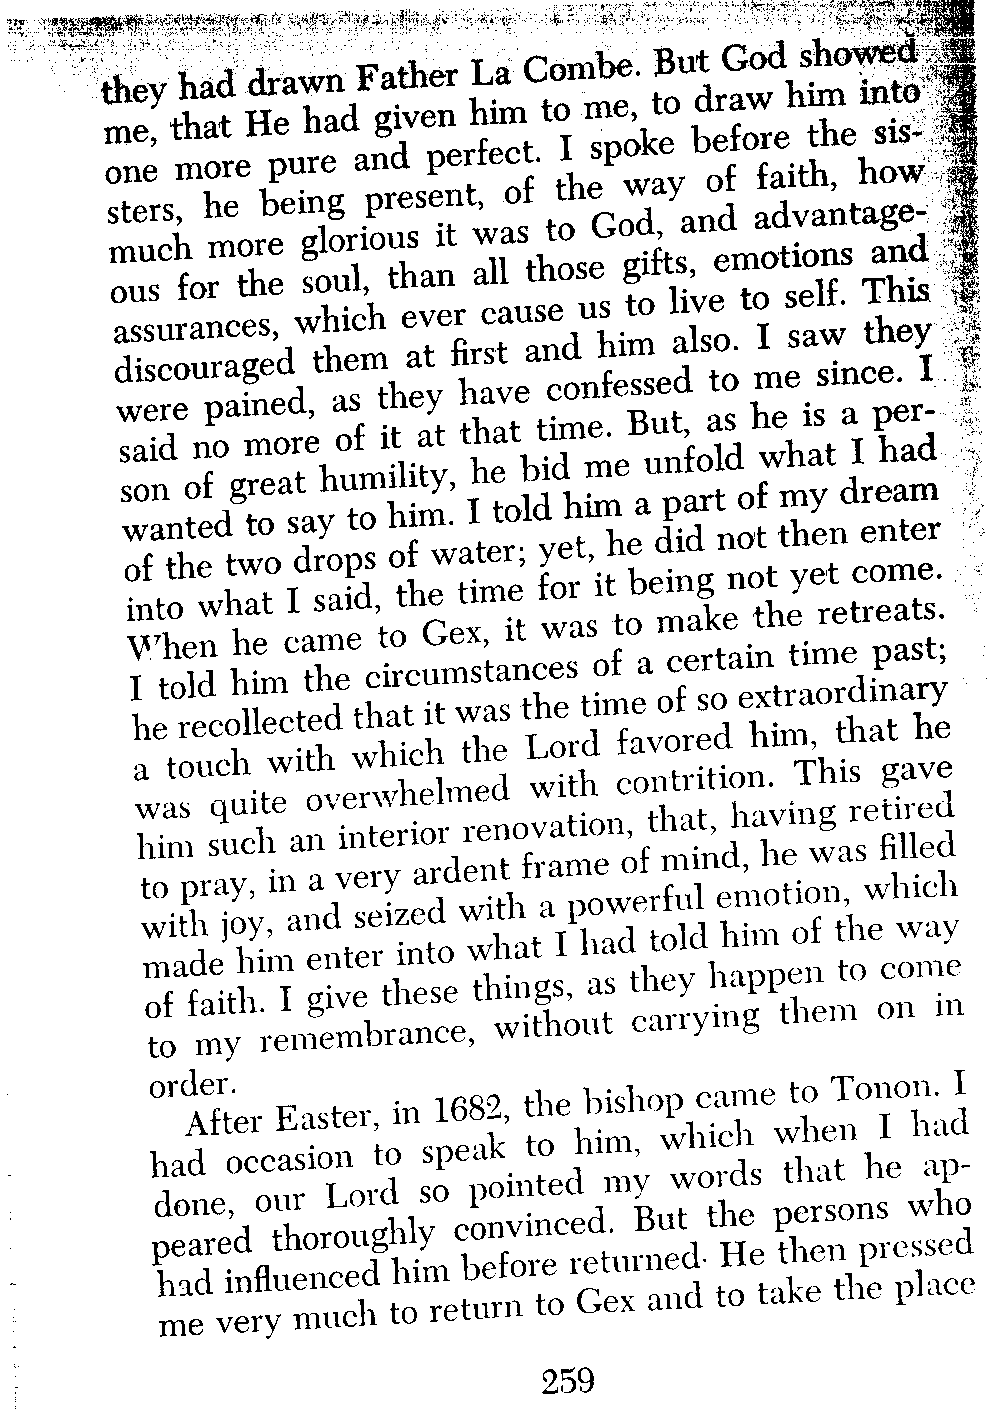 they had drawn Father La Combe. But God showed
me, that He had given him to me, to draw him into
one more pure and perfect. I spoke before the sis-
sters, he being present, of the way of faith, how
much more glorious it was to God, and advantage-
ous for the soul, than all those gifts, emotions and
assurances, which ever cause us to live to self. This
discouraged them at first and him also. I saw they
were pained, as they have confessed to me since. I
said no more of it at that time. But, as he is a per-
son of great humility, he bid me unfold what I had
wanted to say to him. I told him a part of my dream
of the two drops of water; yet, he did not then enter
into what I said, the time for it being not yet come.
When he came to Gex, it was to make the retreats.
I told him the circumstances of a certain time past;
he recollected that it was the time of so extraordinary
a touch with which the Lord favored him, that he
was quite overwhelmed with contrition. This gave
him such an interior renovation, that, having retired
to pray, in a very ardent frame of mind, he was filled
with joy, and seized with a powerful emotion, which
made him enter into what I had told him of the way
of faith. I give these things, as they happen to come
to my remembrance, without carrying them on in
order.
After Easter, in 1682, the bishop came to Tonon. I
had occasion to speak to him, which when I had
done, our Lord so pointed my words that he ap-
peared thoroughly convinced. But the persons who
had influenced him before returned. He then pressed
me very much to return to Gex and to take the place
259